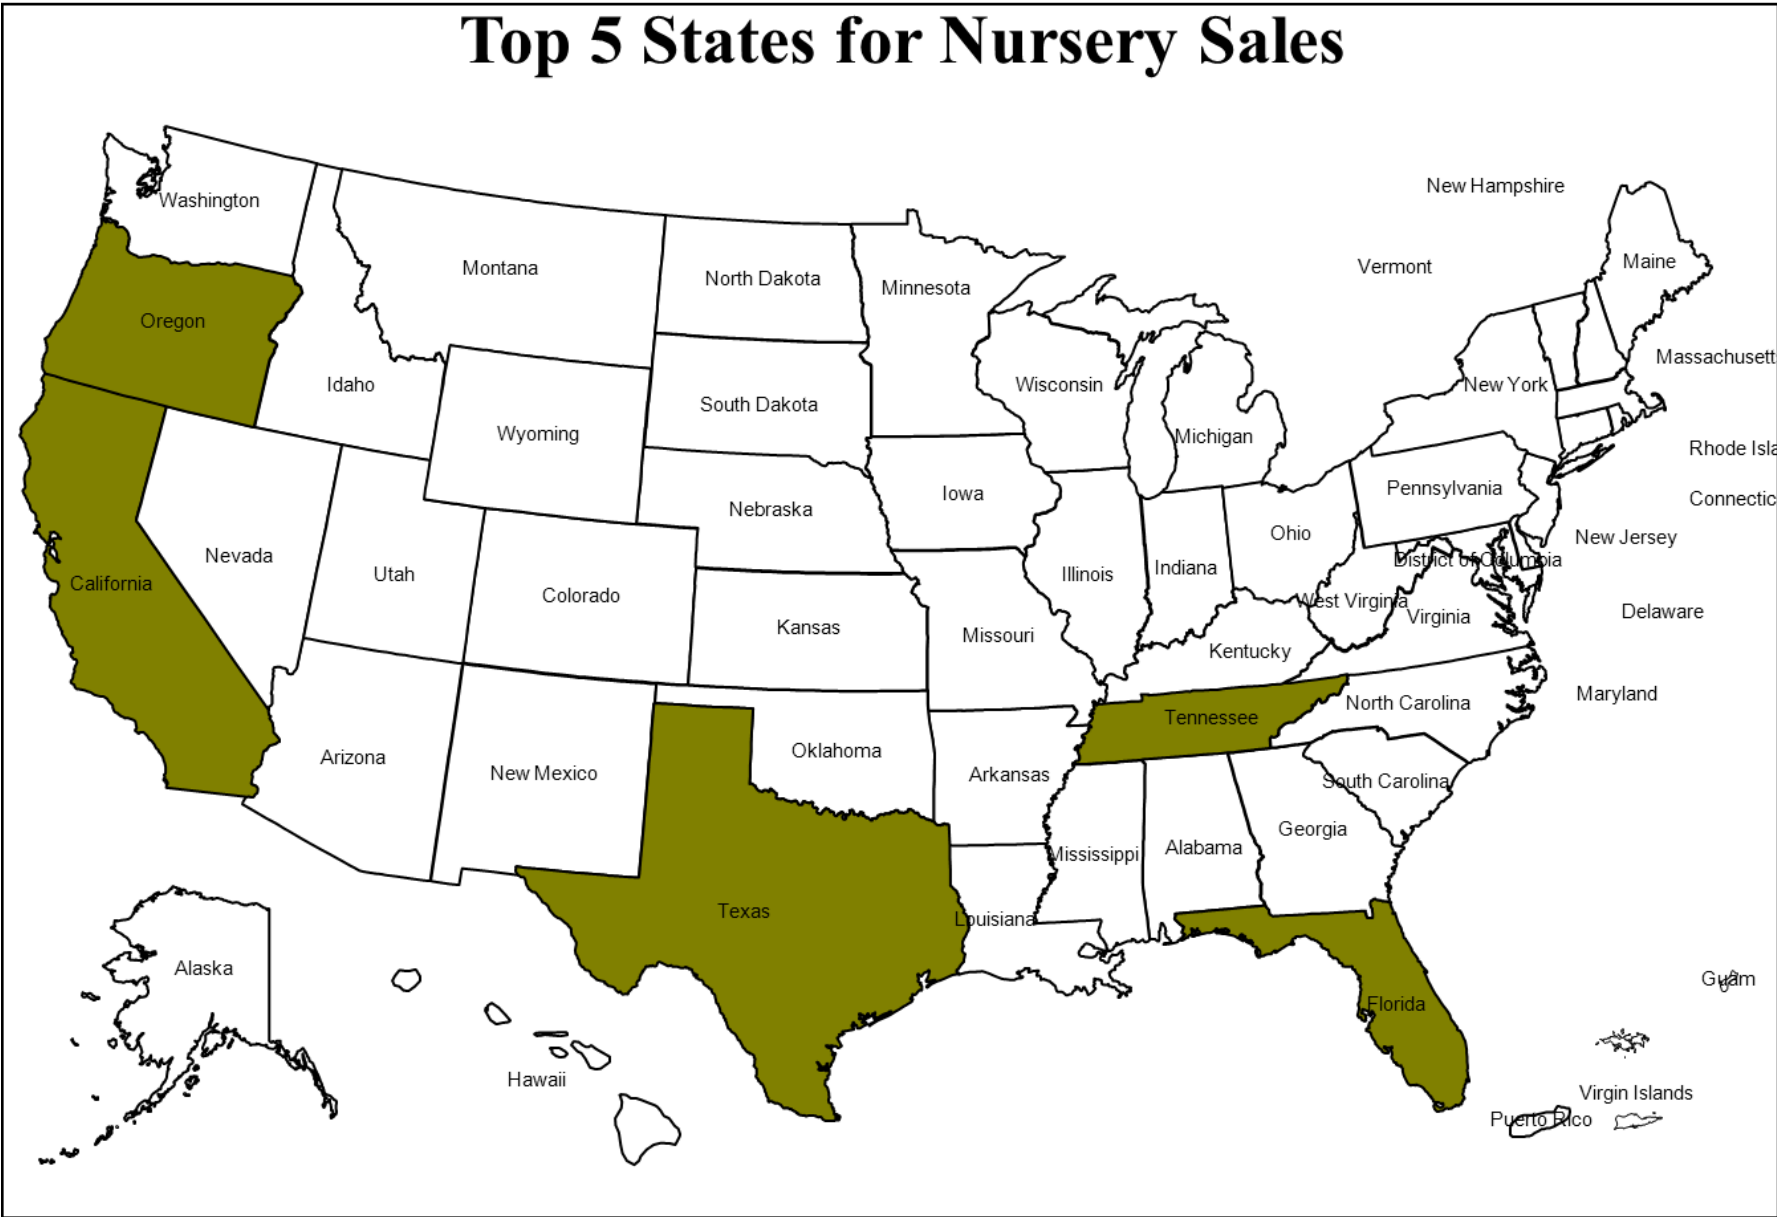 Top 5 States for Nursery Sales
New Hampshire
Washington
Maine
Vermont
Montana
North Dakota
Minnesota
Oregon
Massachusett
Idaho
Wisconsin
New York
South Dakota
Wyoming
Michigan
Rhode Isla
Pennsylvania
Iowa
Connectic
Nebraska
Ohio
New Jersey
Nevada
District of Columbia
Indiana
Utah
Illinois
California
Colorado
West Virginia
Delaware
Virginia
Kansas
Missouri
Kentucky
Maryland
North Carolina
Tennessee
Oklahoma
Arizona
New Mexico
Arkansas
South Carolina
Georgia
Alabama
Mississippi
Texas
Louisiana
Alaska
Guam
Florida
Hawaii
Virgin Islands
Puerto Rico